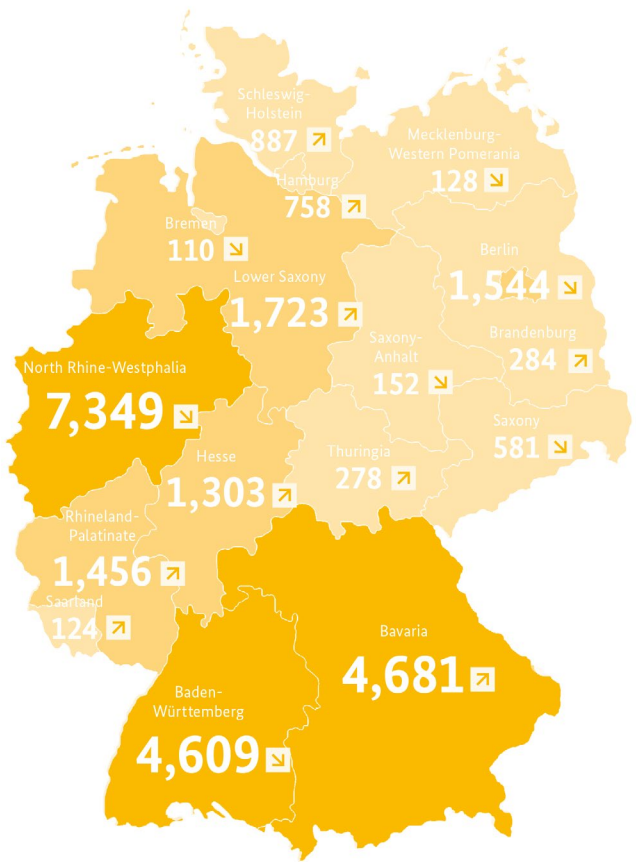 Schleswig-
Holstein
887
Mecklenburg-
Western Pomerania
128
Hamburg
758
Bremen
110
Lower Saxony
1,723
Berlin
1,544
Brandenburg
284
Saxony-
Anhalt
152
North Rhine-Westphalia
7,349
Saxony
581
Hesse
1,303
Thuringia
278
Rhineland-
Palatinate
1,456
Saarland
124
Bavaria
4,681
Baden-
Württemberg
4,609